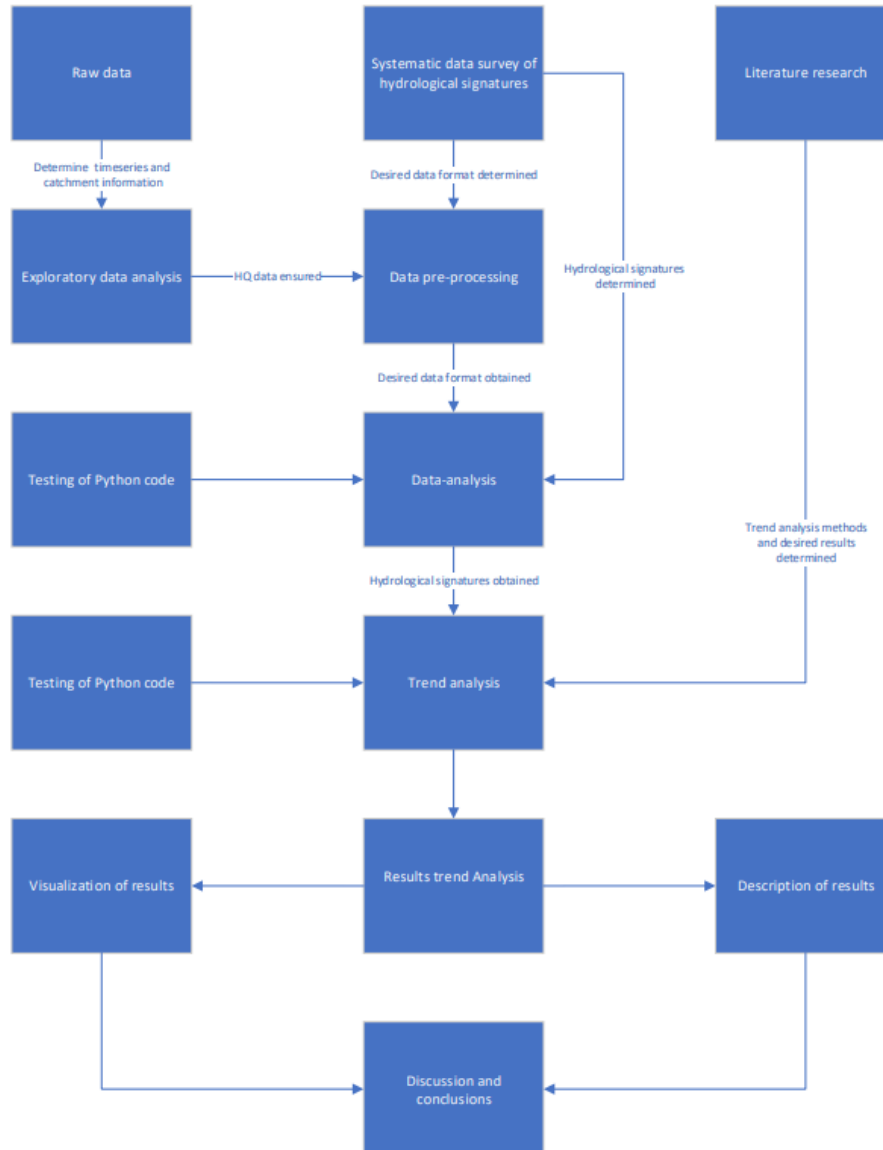 Raw data
Systematic data survey of
hydrological signatures
Literature research
Determine timeseries and
catchment information
Desired data format determined
Exploratory data analysis
HQ data ensured
Data pre-processing
Hydrological signatures
determined
Desired data format obtained
Testing of Python code
Data-analysis
Trend analysis methods
and desired results
determined
Hydrological signatures obtained
Testing of Python code
Trend analysis
Visualization of results
Results trend Analysis
Description of results
Discussion and
conclusions